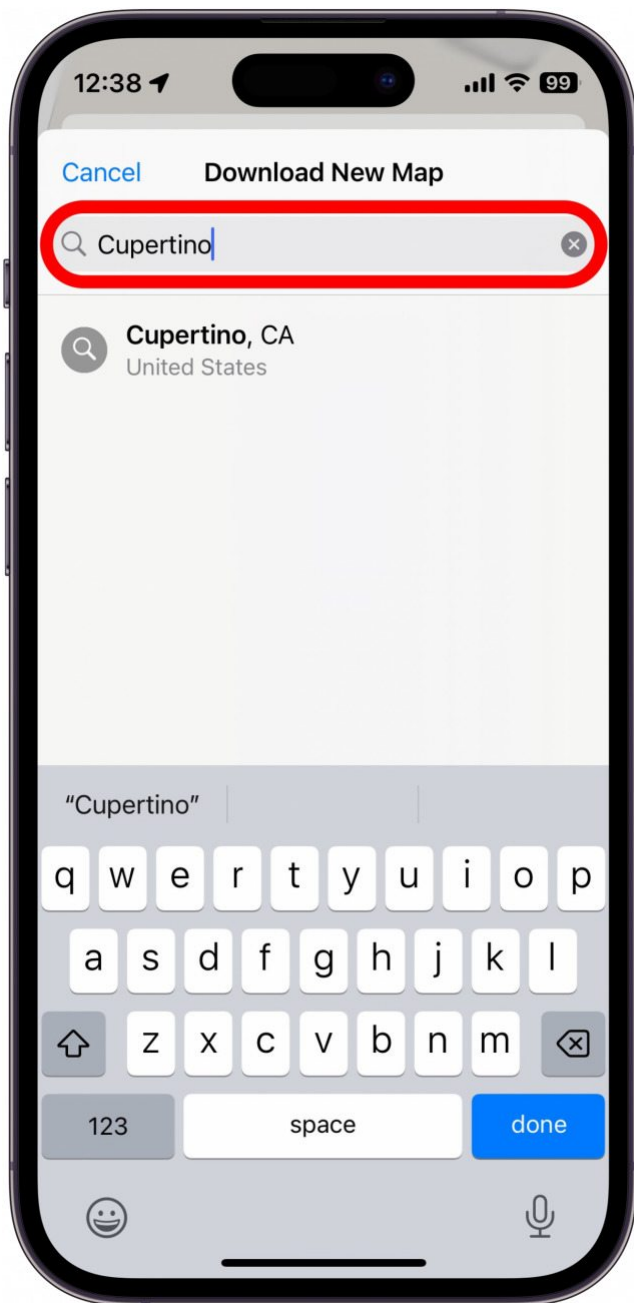 12:38
99
Cancel Download New Map
Cupertino
Cupertino, CA
United States
“Cupertino”
q w e r t y u i o p
a s d f g h j k l
z x c v b n m
123 space done